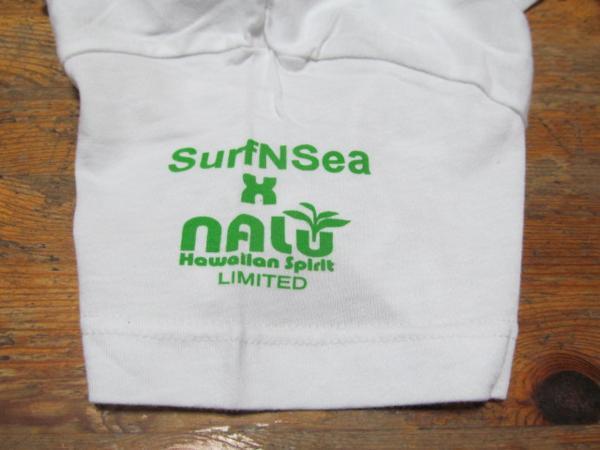 SurfNSea
X
NALU
Hawaiian Spirit
LIMITED